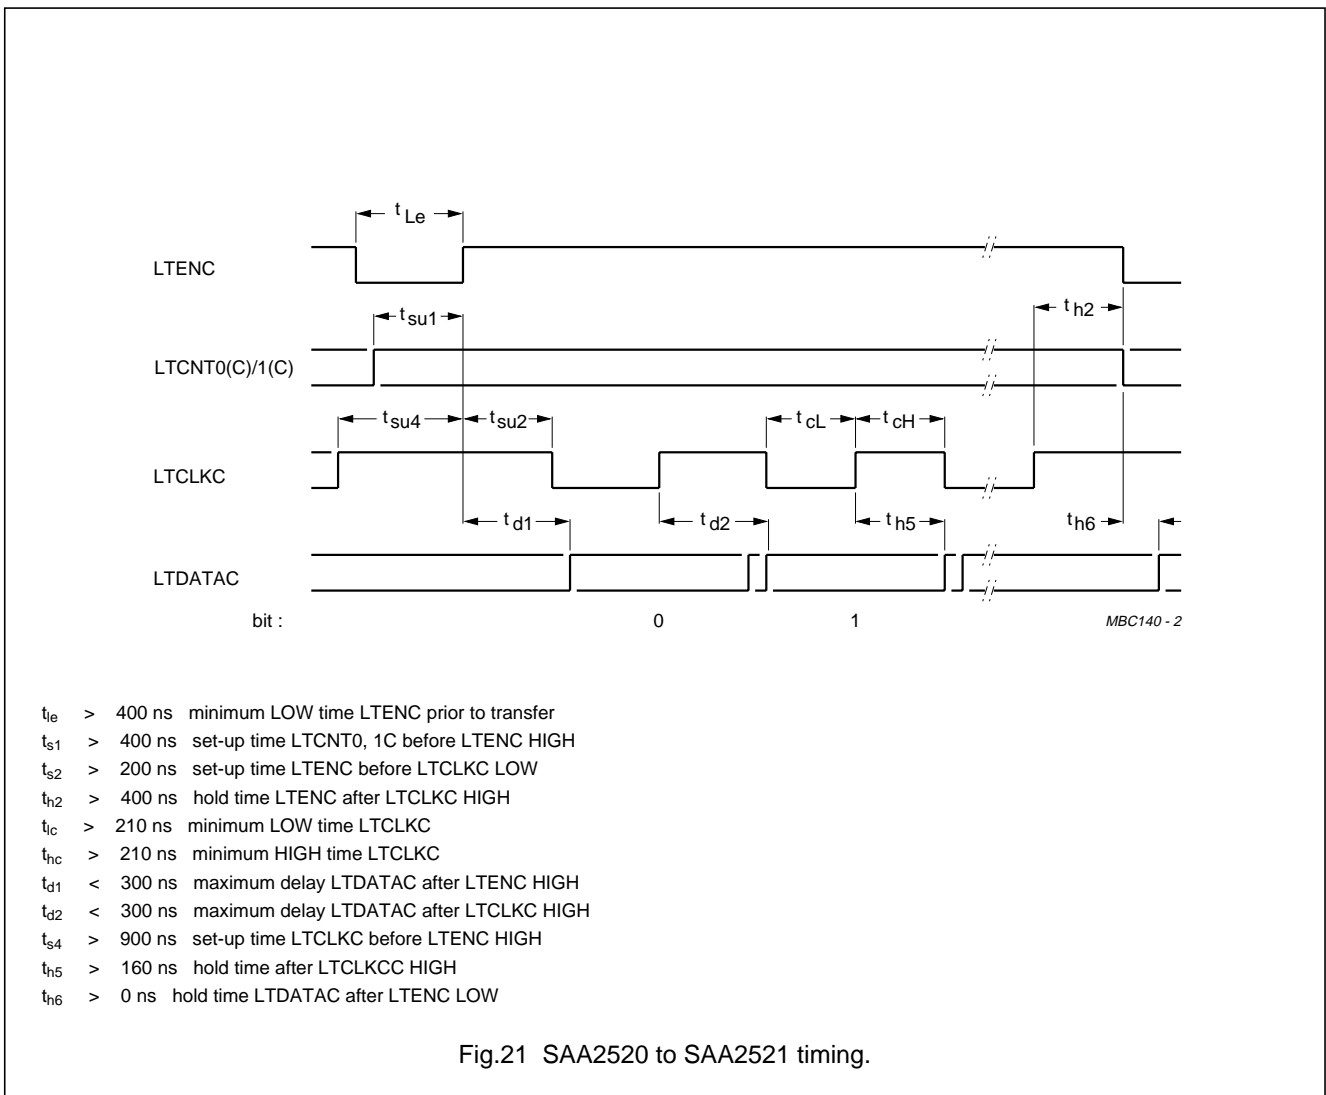 t Le
LTENC
t su1
t h2
LTCNT0(C)/1(C)
t su4
t su2
t cL
t cH
LTCLKC
t d1
t d2
t h5
t h6
LTDATAC
bit : 0 1 MBC140 - 2
tle > 400 ns minimum LOW time LTENC prior to transfer
ts1 > 400 ns set-up time LTCNT0, 1C before LTENC HIGH
ts2 > 200 ns set-up time LTENC before LTCLKC LOW
th2 > 400 ns hold time LTENC after LTCLKC HIGH
tlc > 210 ns minimum LOW time LTCLKC
thc > 210 ns minimum HIGH time LTCLKC
td1 < 300 ns maximum delay LTDATAC after LTENC HIGH
td2 < 300 ns maximum delay LTDATAC after LTCLKC HIGH
ts4 > 900 ns set-up time LTCLKC before LTENC HIGH
th5 > 160 ns hold time after LTCLKCC HIGH
th6 > 0 ns hold time LTDATAC after LTENC LOW
Fig.21 SAA2520 to SAA2521 timing.